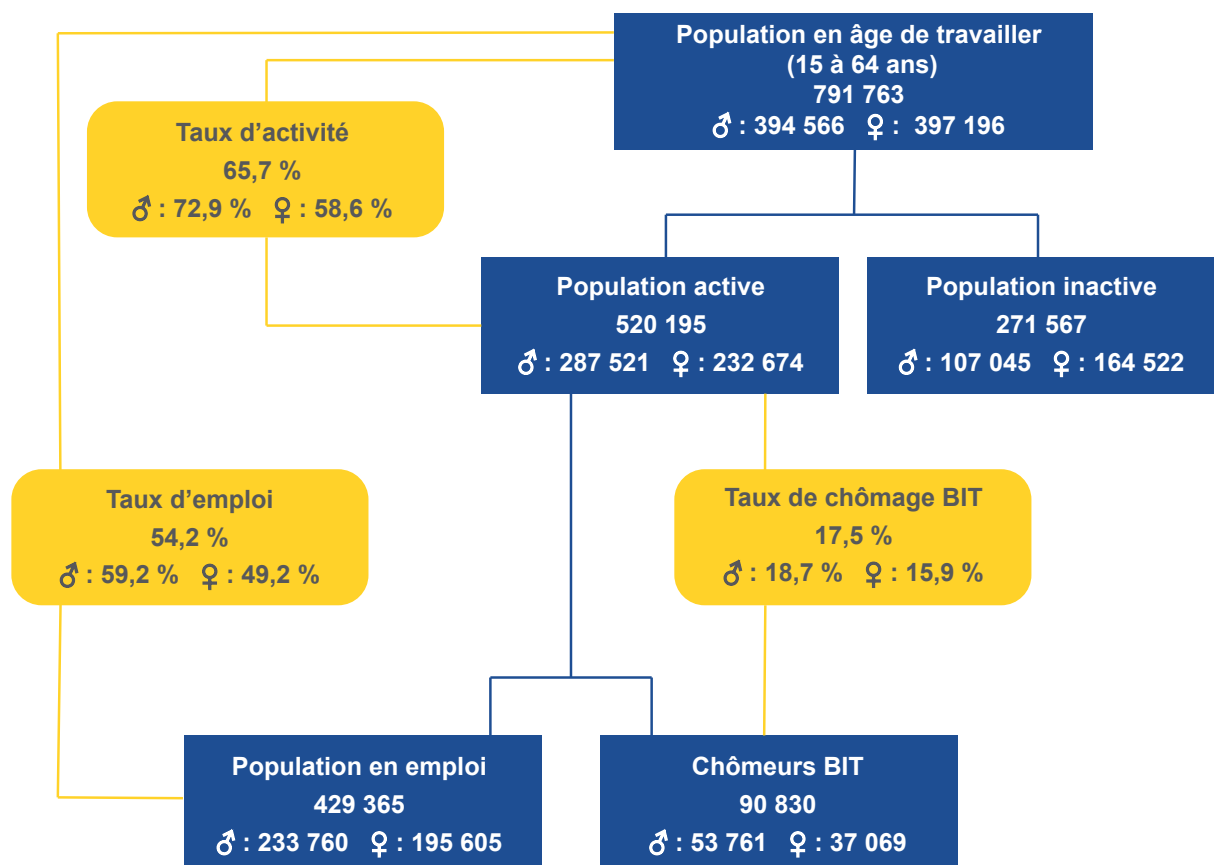 Population en âge de travailler
(15 à 64 ans)
791 763
♂ : 394 566 ♀ : 397 196
Taux d’activité
65,7 %
♂ : 72,9 % ♀ : 58,6 %
Population active
520 195
♂ : 287 521 ♀ : 232 674
Population inactive
271 567
♂ : 107 045 ♀ : 164 522
Taux d’emploi
54,2 %
♂ : 59,2 % ♀ : 49,2 %
Taux de chômage BIT
17,5 %
♂ : 18,7 % ♀ : 15,9 %
Population en emploi
429 365
♂ : 233 760 ♀ : 195 605
Chômeurs BIT
90 830
♂ : 53 761 ♀ : 37 069